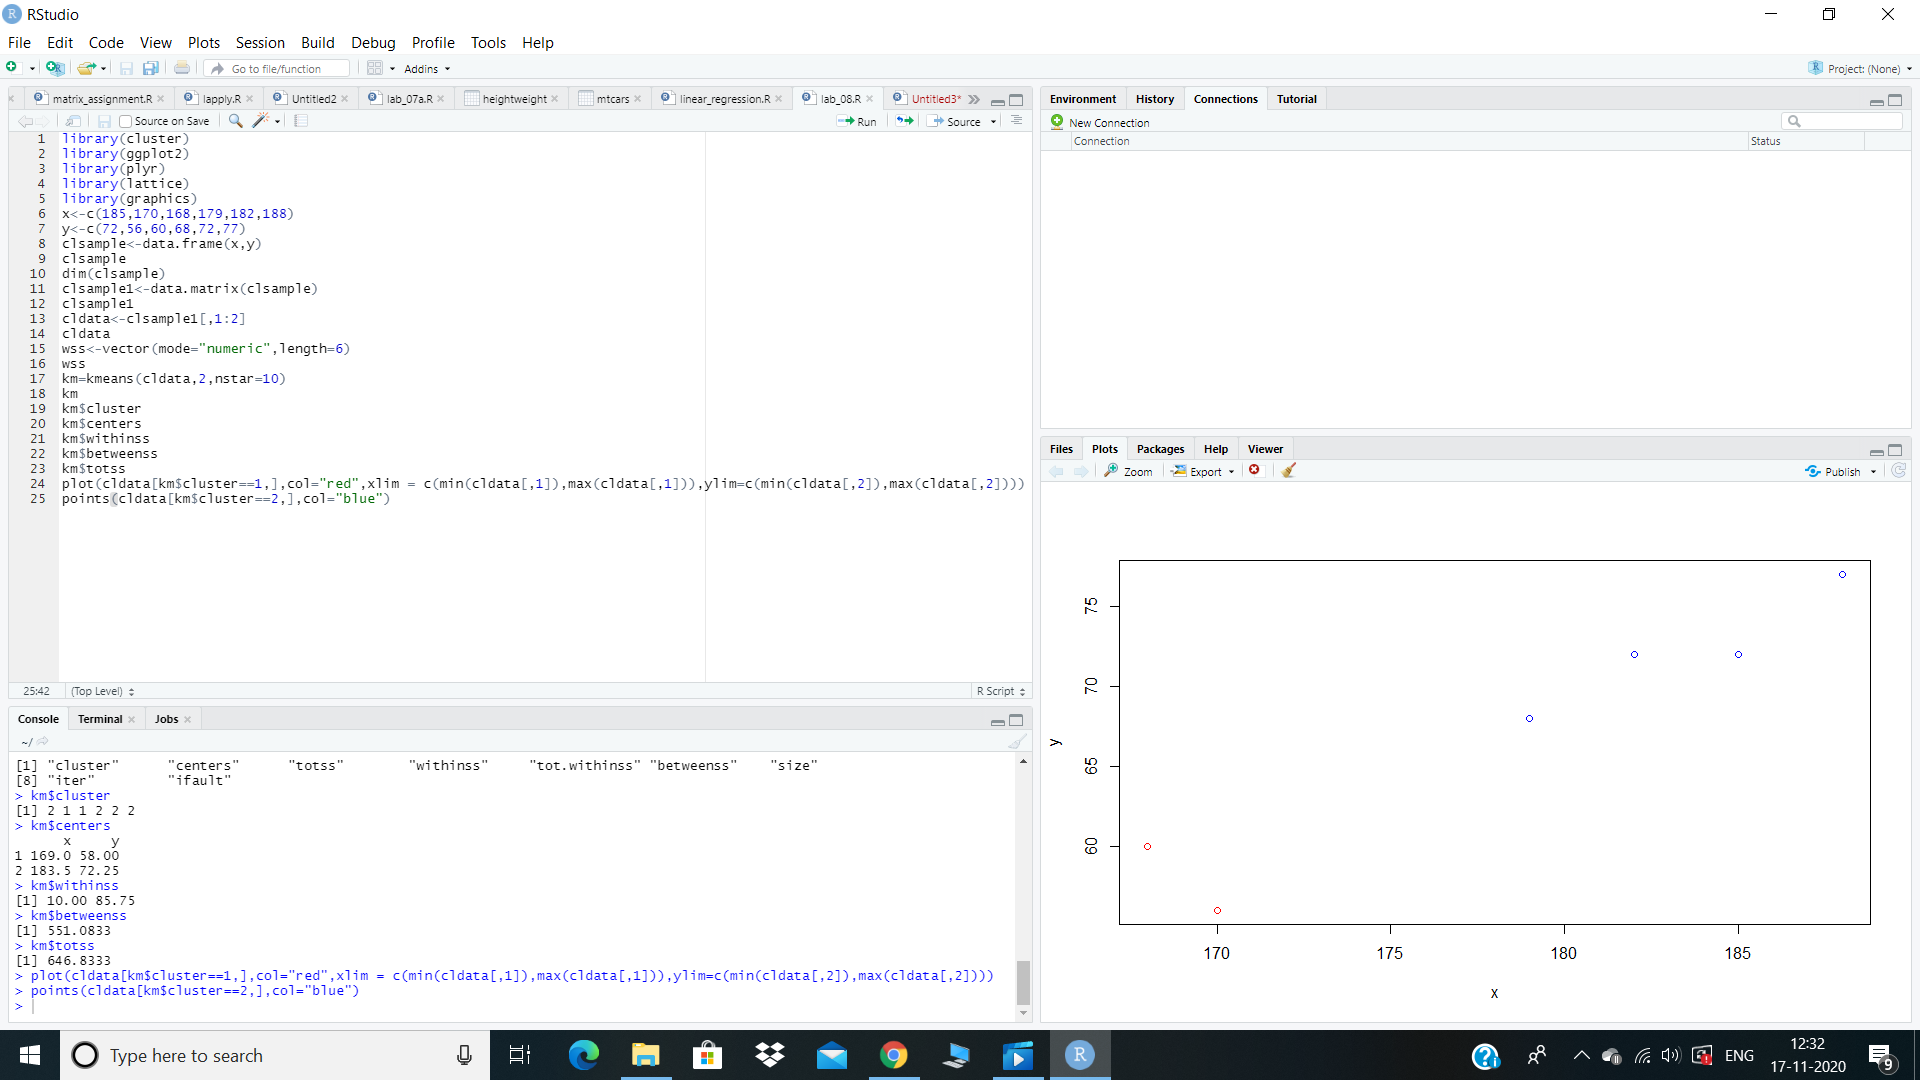 RStudio
File Edit Code View Plots Session Build Debug Profile Tools Help
Go to file/function Addins Project: (None)
matrix_assignment.R lapply.R Untitled2 lab_07a.R heightweight mtcars linear_regression.R lab_08.R Untitled3*
Source on Save Run Source
1 library(cluster)
2 library(ggplot2)
3 library(plyr)
4 library(lattice)
5 library(graphics)
6 x<-c(185,170,168,179,182,188)
7 y<-c(72,56,60,68,72,77)
8 clsample<-data.frame(x,y)
9 clsample
10 dim(clsample)
11 clsample1<-data.matrix(clsample)
12 clsample1
13 cldata<-clsample1[,1:2]
14 cldata
15 wss<-vector(mode="numeric",length=6)
16 wss
17 km=kmeans(cldata,2,nstar=10)
18 km
19 km$cluster
20 km$centers
21 km$withinss
22 km$betweenss
23 km$totss
24 plot(cldata[km$cluster==1,],col="red",xlim = c(min(cldata[,1]),max(cldata[,1])),ylim=c(min(cldata[,2]),max(cldata[,2])))
25 points(cldata[km$cluster==2,],col="blue")
25:42 (Top Level) R Script
Console Terminal Jobs
~/
[1] "cluster" "centers" "totss" "withinss" "tot.withinss" "betweenss" "size"
[8] "iter" "ifault"
> km$cluster
[1] 2 1 1 2 2 2
> km$centers
x y
1 169.0 58.00
2 183.5 72.25
> km$withinss
[1] 10.00 85.75
> km$betweenss
[1] 551.0833
> km$totss
[1] 646.8333
> plot(cldata[km$cluster==1,],col="red",xlim = c(min(cldata[,1]),max(cldata[,1])),ylim=c(min(cldata[,2]),max(cldata[,2])))
> points(cldata[km$cluster==2,],col="blue")
>
Environment History Connections Tutorial
New Connection
Connection Status
Files Plots Packages Help Viewer
Zoom Export Publish
75
70
65
60
y
170 175 180 185
x
Type here to search
ENG
12:32
17-11-2020
9